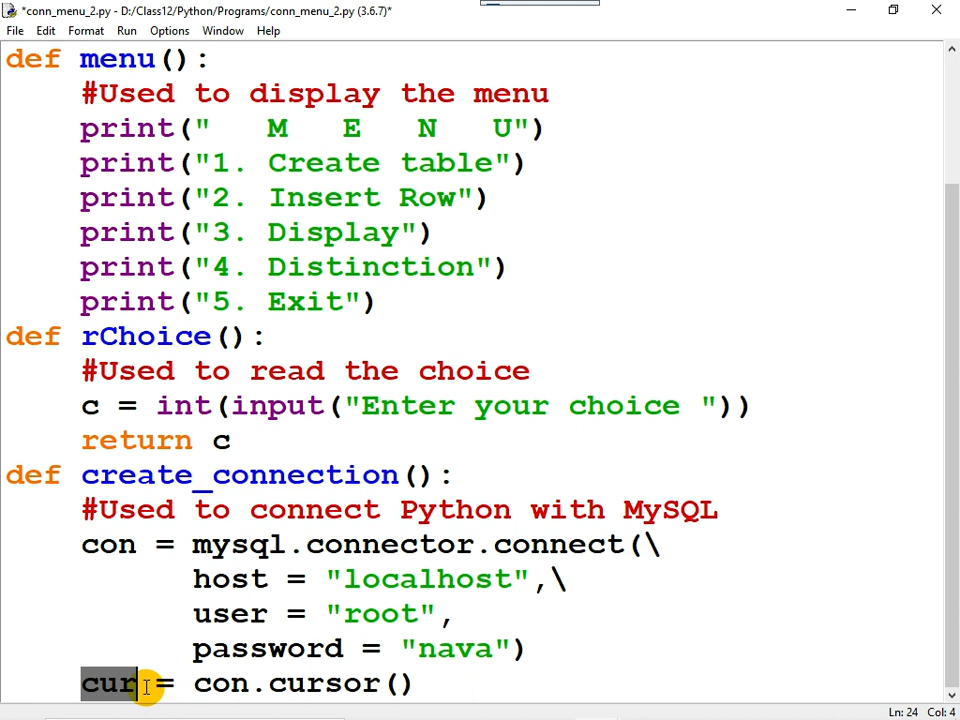 *conn_menu_2.py - D:/Class12/Python/Programs/conn_menu_2.py (3.6.7)*
File Edit Format Run Options Window Help
def menu():
    #Used to display the menu
    print("   M   E   N   U")
    print("1. Create table")
    print("2. Insert Row")
    print("3. Display")
    print("4. Distinction")
    print("5. Exit")
def rChoice():
    #Used to read the choice
    c = int(input("Enter your choice "))
    return c
def create_connection():
    #Used to connect Python with MySQL
    con = mysql.connector.connect(\
          host = "localhost",\
          user = "root",
          password = "nava")
    cur = con.cursor()
Ln: 24 Col: 4